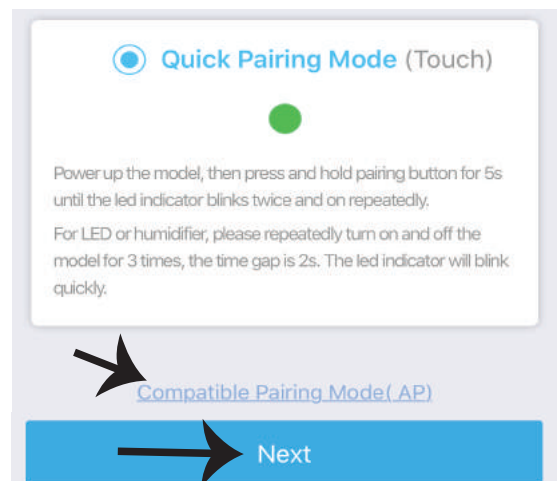 Quick Pairing Mode (Touch)
Power up the model, then press and hold pairing button for 5s
until the led indicator blinks twice and on repeatedly.
For LED or humidifier, please repeatedly turn on and off the
model for 3 times, the time gap is 2s. The led indicator will blink
quickly.
Compatible Pairing Mode( AP)
Next